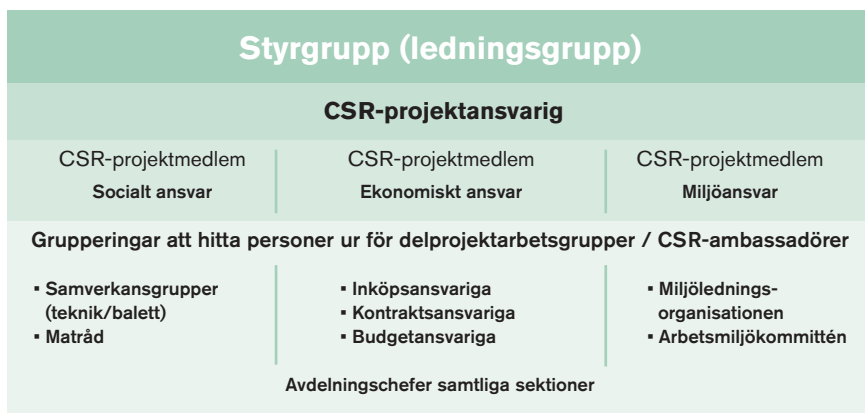 Styrgrupp (ledningsgrupp)
CSR-projektansvarig
CSR-projektmedlem
Socialt ansvar
CSR-projektmedlem
Ekonomiskt ansvar
CSR-projektmedlem
Miljöansvar
Grupperingar att hitta personer ur för delprojektarbetsgrupper / CSR-ambassadörer
▪ Samverkansgrupper
(teknik/balett)
▪ Matråd
▪ Inköpsansvariga
▪ Kontraktsansvariga
▪ Budgetansvariga
▪ Miljölednings-
organisationen
▪ Arbetsmiljökommittén
Avdelningschefer samtliga sektioner